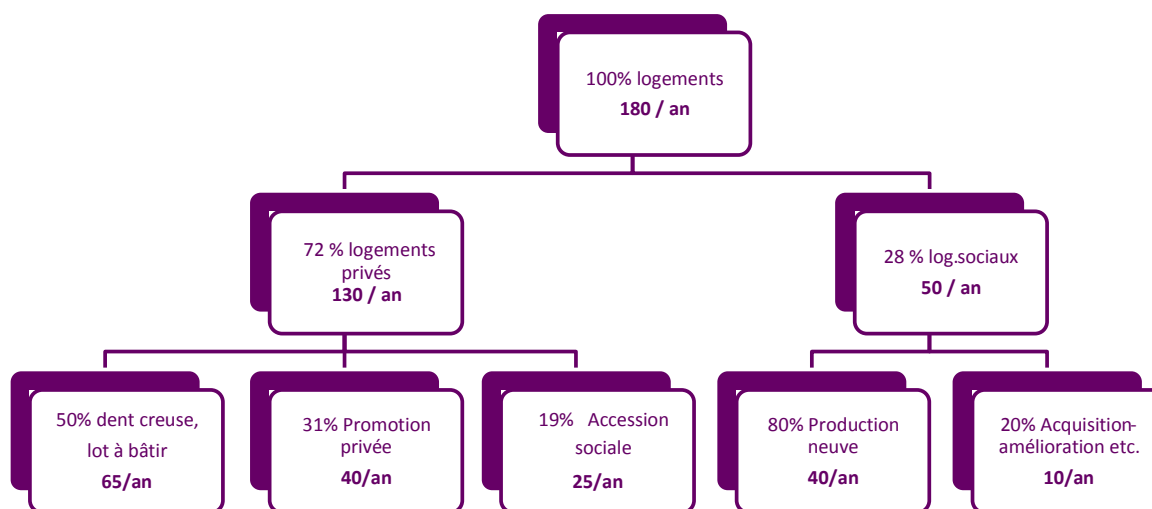 100% logements
180 / an
72 % logements
privés
130 / an
28 % log.sociaux
50 / an
50% dent creuse,
lot à bâtir
65/an
31% Promotion
privée
40/an
19% Accession
sociale
25/an
80% Production
neuve
40/an
20% Acquisition-
amélioration etc.
10/an